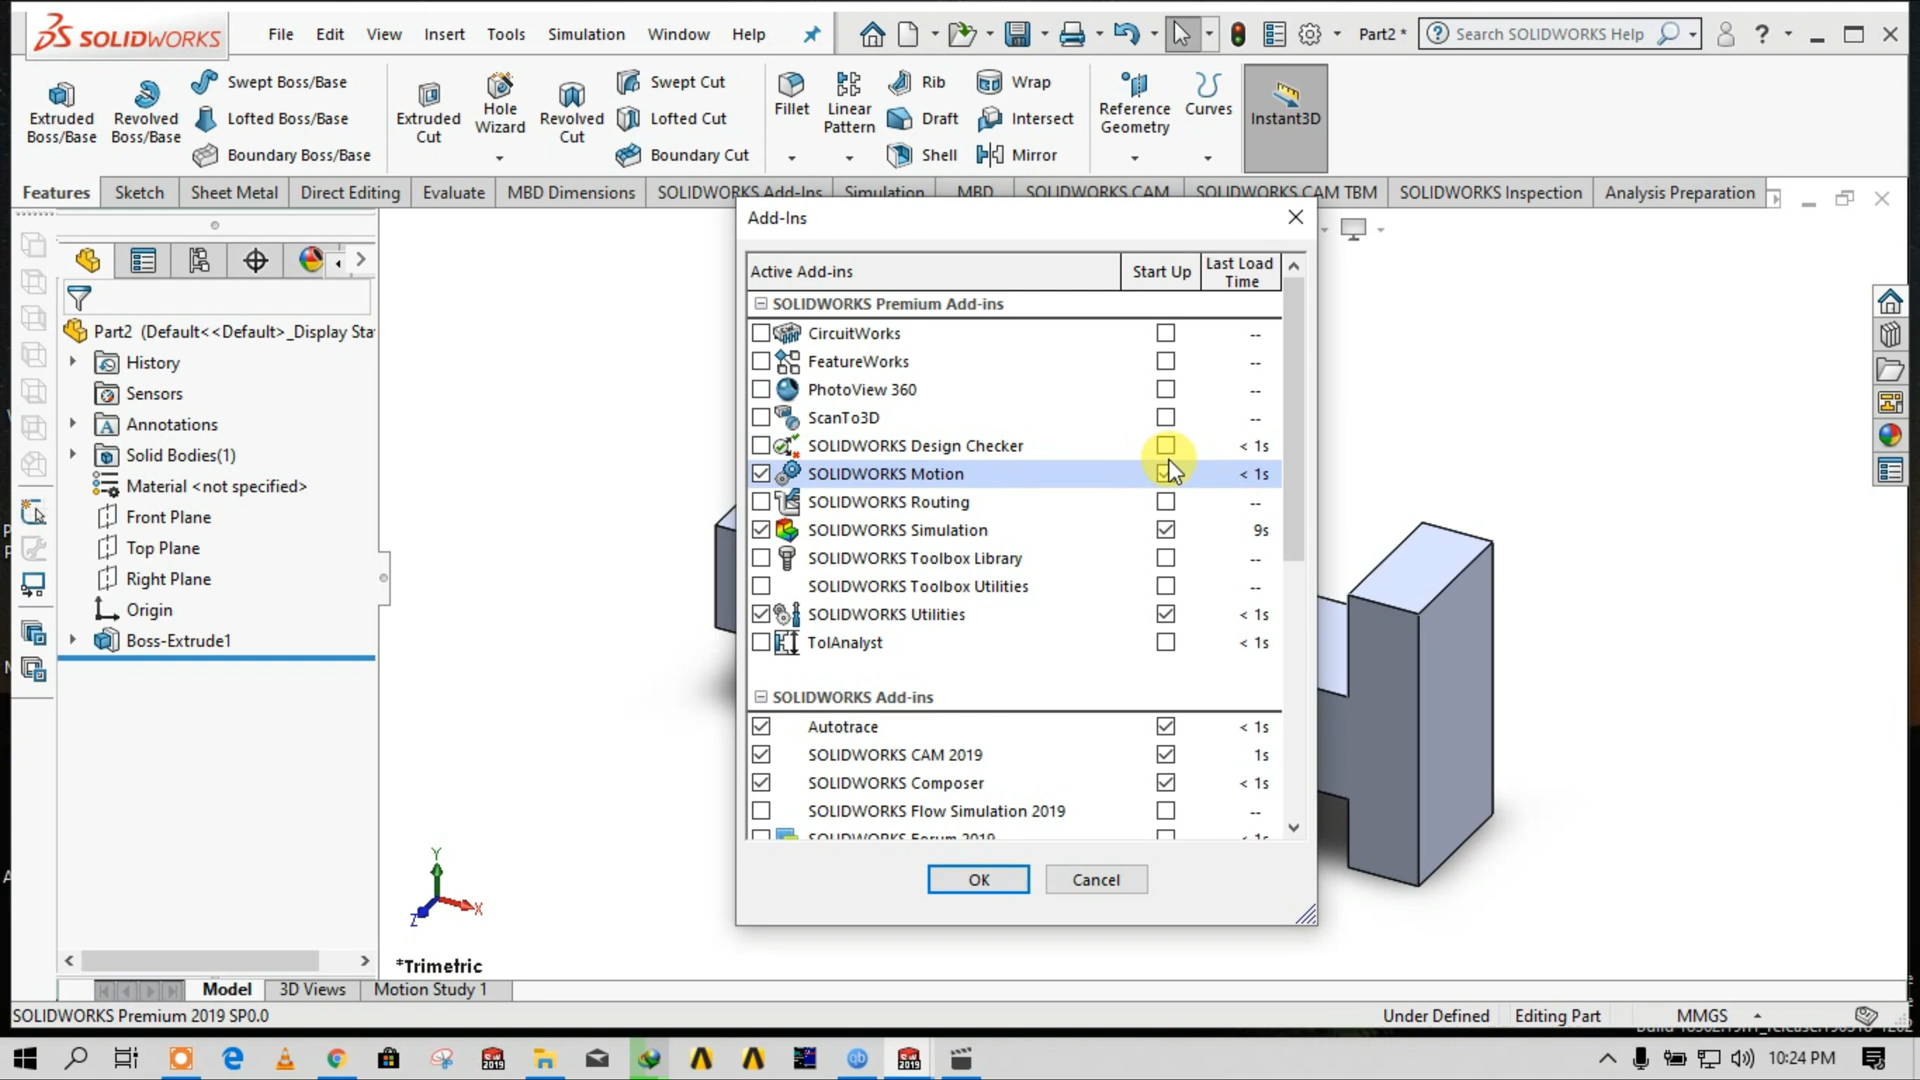 SOLIDWORKS File Edit View Insert Tools Simulation Window Help Part2 * Search SOLIDWORKS Help
Extruded Boss/Base
Revolved Boss/Base
Swept Boss/Base
Lofted Boss/Base
Boundary Boss/Base
Extruded Cut
Hole Wizard
Revolved Cut
Swept Cut
Lofted Cut
Boundary Cut
Fillet
Linear Pattern
Rib
Draft
Shell
Wrap
Intersect
Mirror
Reference Geometry
Curves
Instant3D
Features Sketch Sheet Metal Direct Editing Evaluate MBD Dimensions SOLIDWORKS Add-Ins Simulation MBD SOLIDWORKS CAM SOLIDWORKS CAM TBM SOLIDWORKS Inspection Analysis Preparation
Part2 (Default<<Default>_Display Sta
History
Sensors
Annotations
Solid Bodies(1)
Material <not specified>
Front Plane
Top Plane
Right Plane
Origin
Boss-Extrude1
Add-Ins
Active Add-ins Start Up Last Load Time
SOLIDWORKS Premium Add-ins
CircuitWorks --
FeatureWorks --
PhotoView 360 --
ScanTo3D --
SOLIDWORKS Design Checker < 1s
SOLIDWORKS Motion < 1s
SOLIDWORKS Routing --
SOLIDWORKS Simulation 9s
SOLIDWORKS Toolbox Library --
SOLIDWORKS Toolbox Utilities --
SOLIDWORKS Utilities < 1s
TolAnalyst < 1s
SOLIDWORKS Add-ins
Autotrace < 1s
SOLIDWORKS CAM 2019 1s
SOLIDWORKS Composer < 1s
SOLIDWORKS Flow Simulation 2019 --
SOLIDWORKS Forum 2019 < 1s
OK Cancel
Y
X
Z
*Trimetric
Model 3D Views Motion Study 1
SOLIDWORKS Premium 2019 SP0.0 Under Defined Editing Part MMGS
10:24 PM